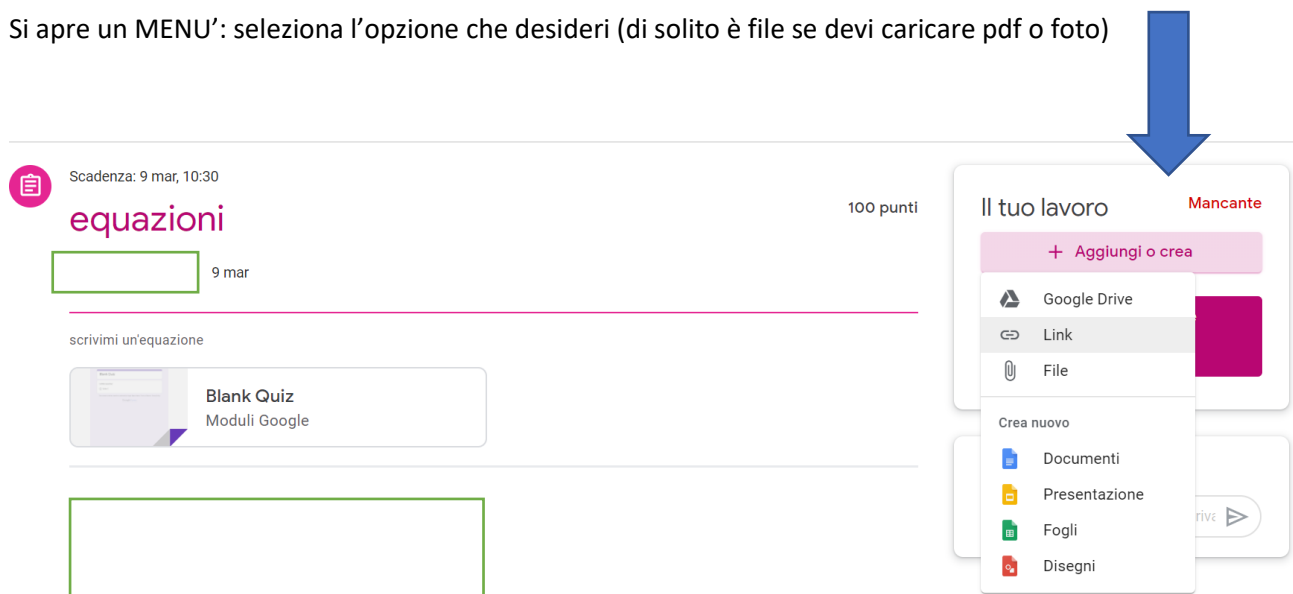 Si apre un MENU’: seleziona l’opzione che desideri (di solito è file se devi caricare pdf o foto)
Scadenza: 9 mar, 10:30
equazioni
100 punti
9 mar
scrivimi un'equazione
Blank Quiz
Moduli Google
Il tuo lavoro
Mancante
+ Aggiungi o crea
Google Drive
Link
File
Crea nuovo
Documenti
Presentazione
Fogli
Disegni